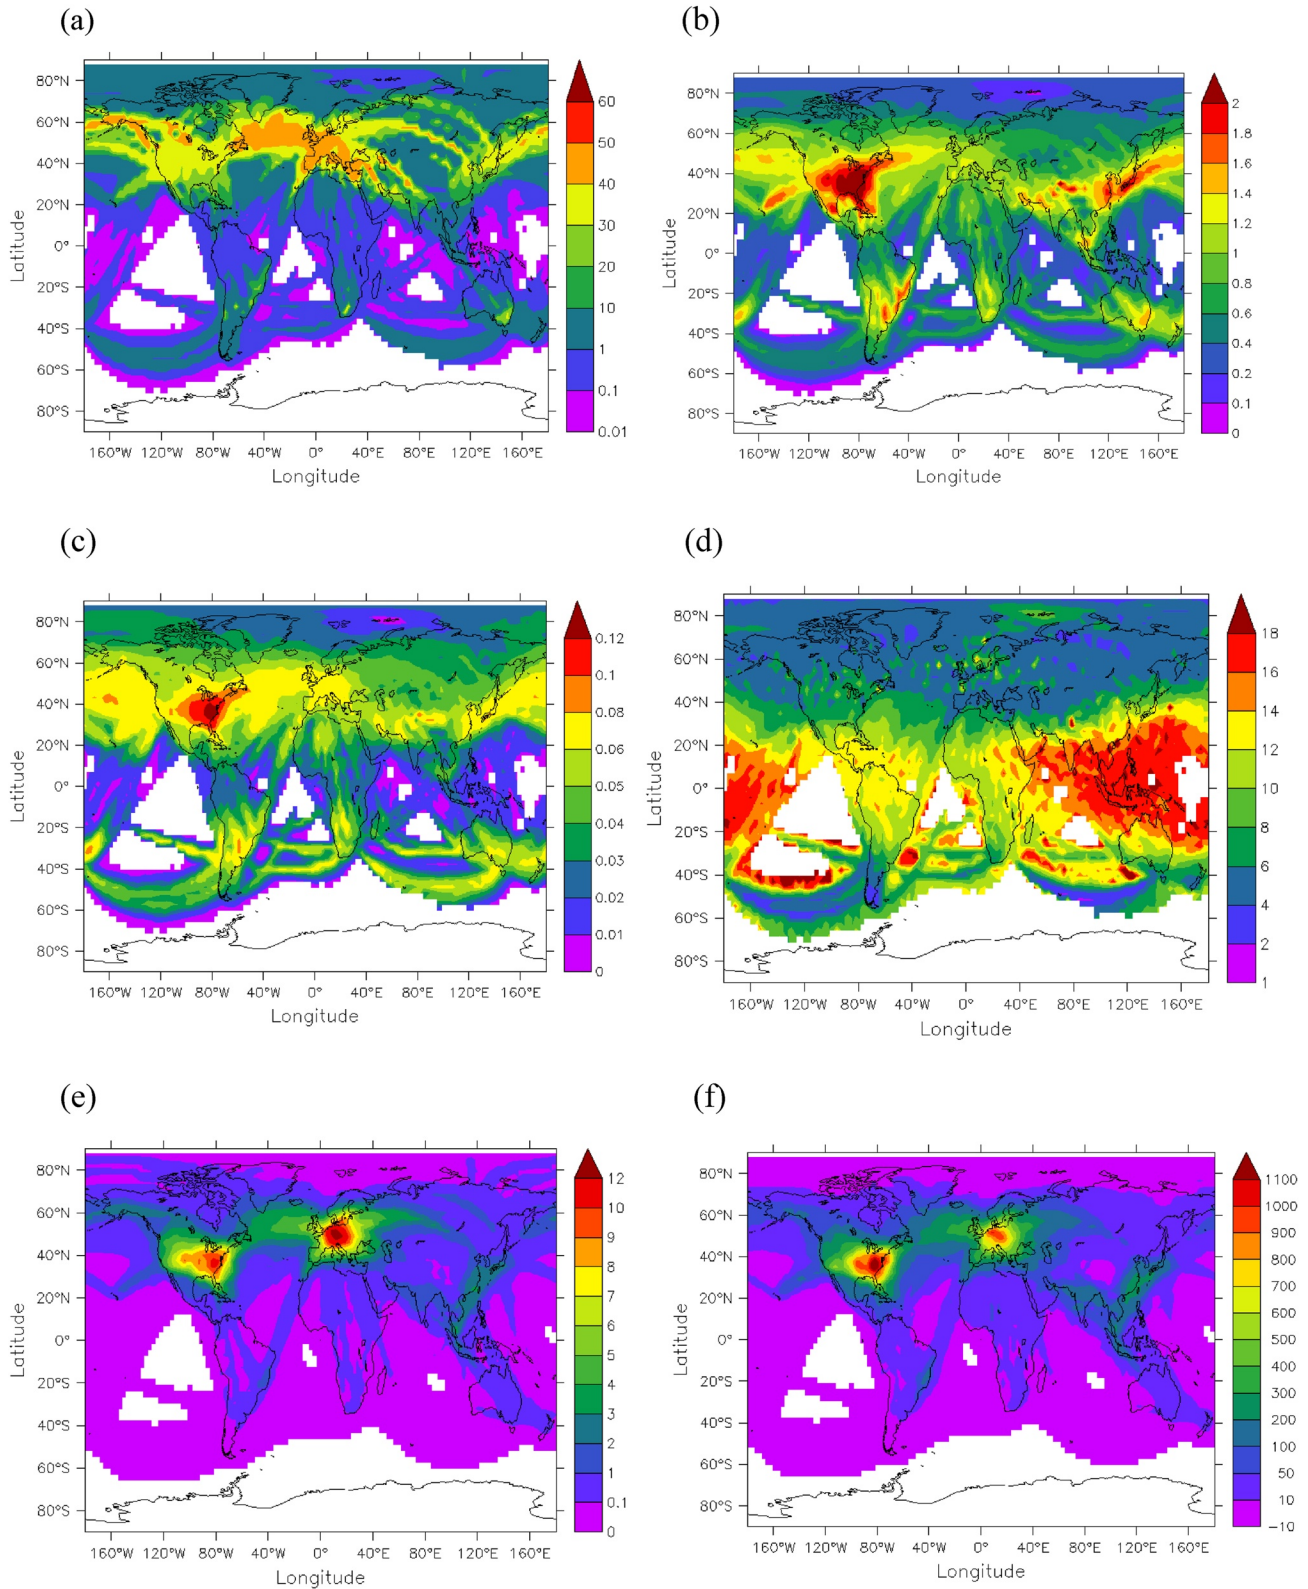 (a)
80°N
60°N
40°N
20°N
0°
20°S
40°S
60°S
80°S
Latitude
160°W 120°W 80°W 40°W 0° 40°E 80°E 120°E 160°E
Longitude
60
50
40
30
20
10
1
0.1
0.01
(b)
80°N
60°N
40°N
20°N
0°
20°S
40°S
60°S
80°S
Latitude
160°W 120°W 80°W 40°W 0° 40°E 80°E 120°E 160°E
Longitude
2
1.8
1.6
1.4
1.2
1
0.8
0.6
0.4
0.2
0.1
0
(c)
80°N
60°N
40°N
20°N
0°
20°S
40°S
60°S
80°S
Latitude
160°W 120°W 80°W 40°W 0° 40°E 80°E 120°E 160°E
Longitude
0.12
0.1
0.08
0.06
0.05
0.04
0.03
0.02
0.01
0
(d)
80°N
60°N
40°N
20°N
0°
20°S
40°S
60°S
80°S
Latitude
160°W 120°W 80°W 40°W 0° 40°E 80°E 120°E 160°E
Longitude
18
16
14
12
10
8
6
4
2
1
(e)
80°N
60°N
40°N
20°N
0°
20°S
40°S
60°S
80°S
Latitude
160°W 120°W 80°W 40°W 0° 40°E 80°E 120°E 160°E
Longitude
12
10
9
8
7
6
5
4
3
2
1
0.1
0
(f)
80°N
60°N
40°N
20°N
0°
20°S
40°S
60°S
80°S
Latitude
160°W 120°W 80°W 40°W 0° 40°E 80°E 120°E 160°E
Longitude
1100
1000
900
800
700
600
500
400
300
200
100
50
10
−10